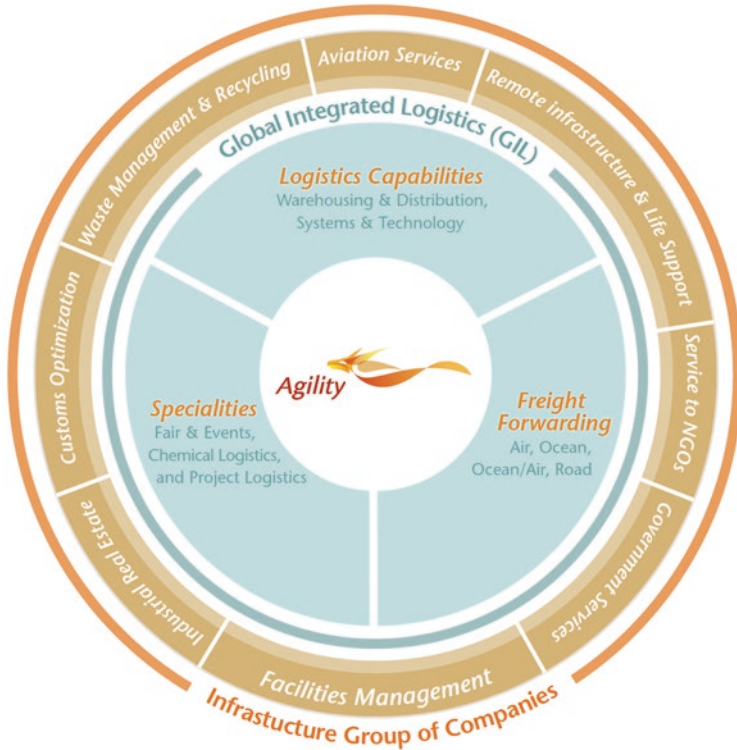 Aviation Services
Remote infrastructure & Life Support
Service to NGOs
Government Services
Facilities Management
Industrial Real Estate
Customs Optimization
Waste Management & Recycling
Global Integrated Logistics (GIL)
Logistics Capabilities
Warehousing & Distribution,
Systems & Technology
Agility
Specialities
Fair & Events,
Chemical Logistics,
and Project Logistics
Freight
Forwarding
Air, Ocean,
Ocean/Air, Road
Infrastucture Group of Companies